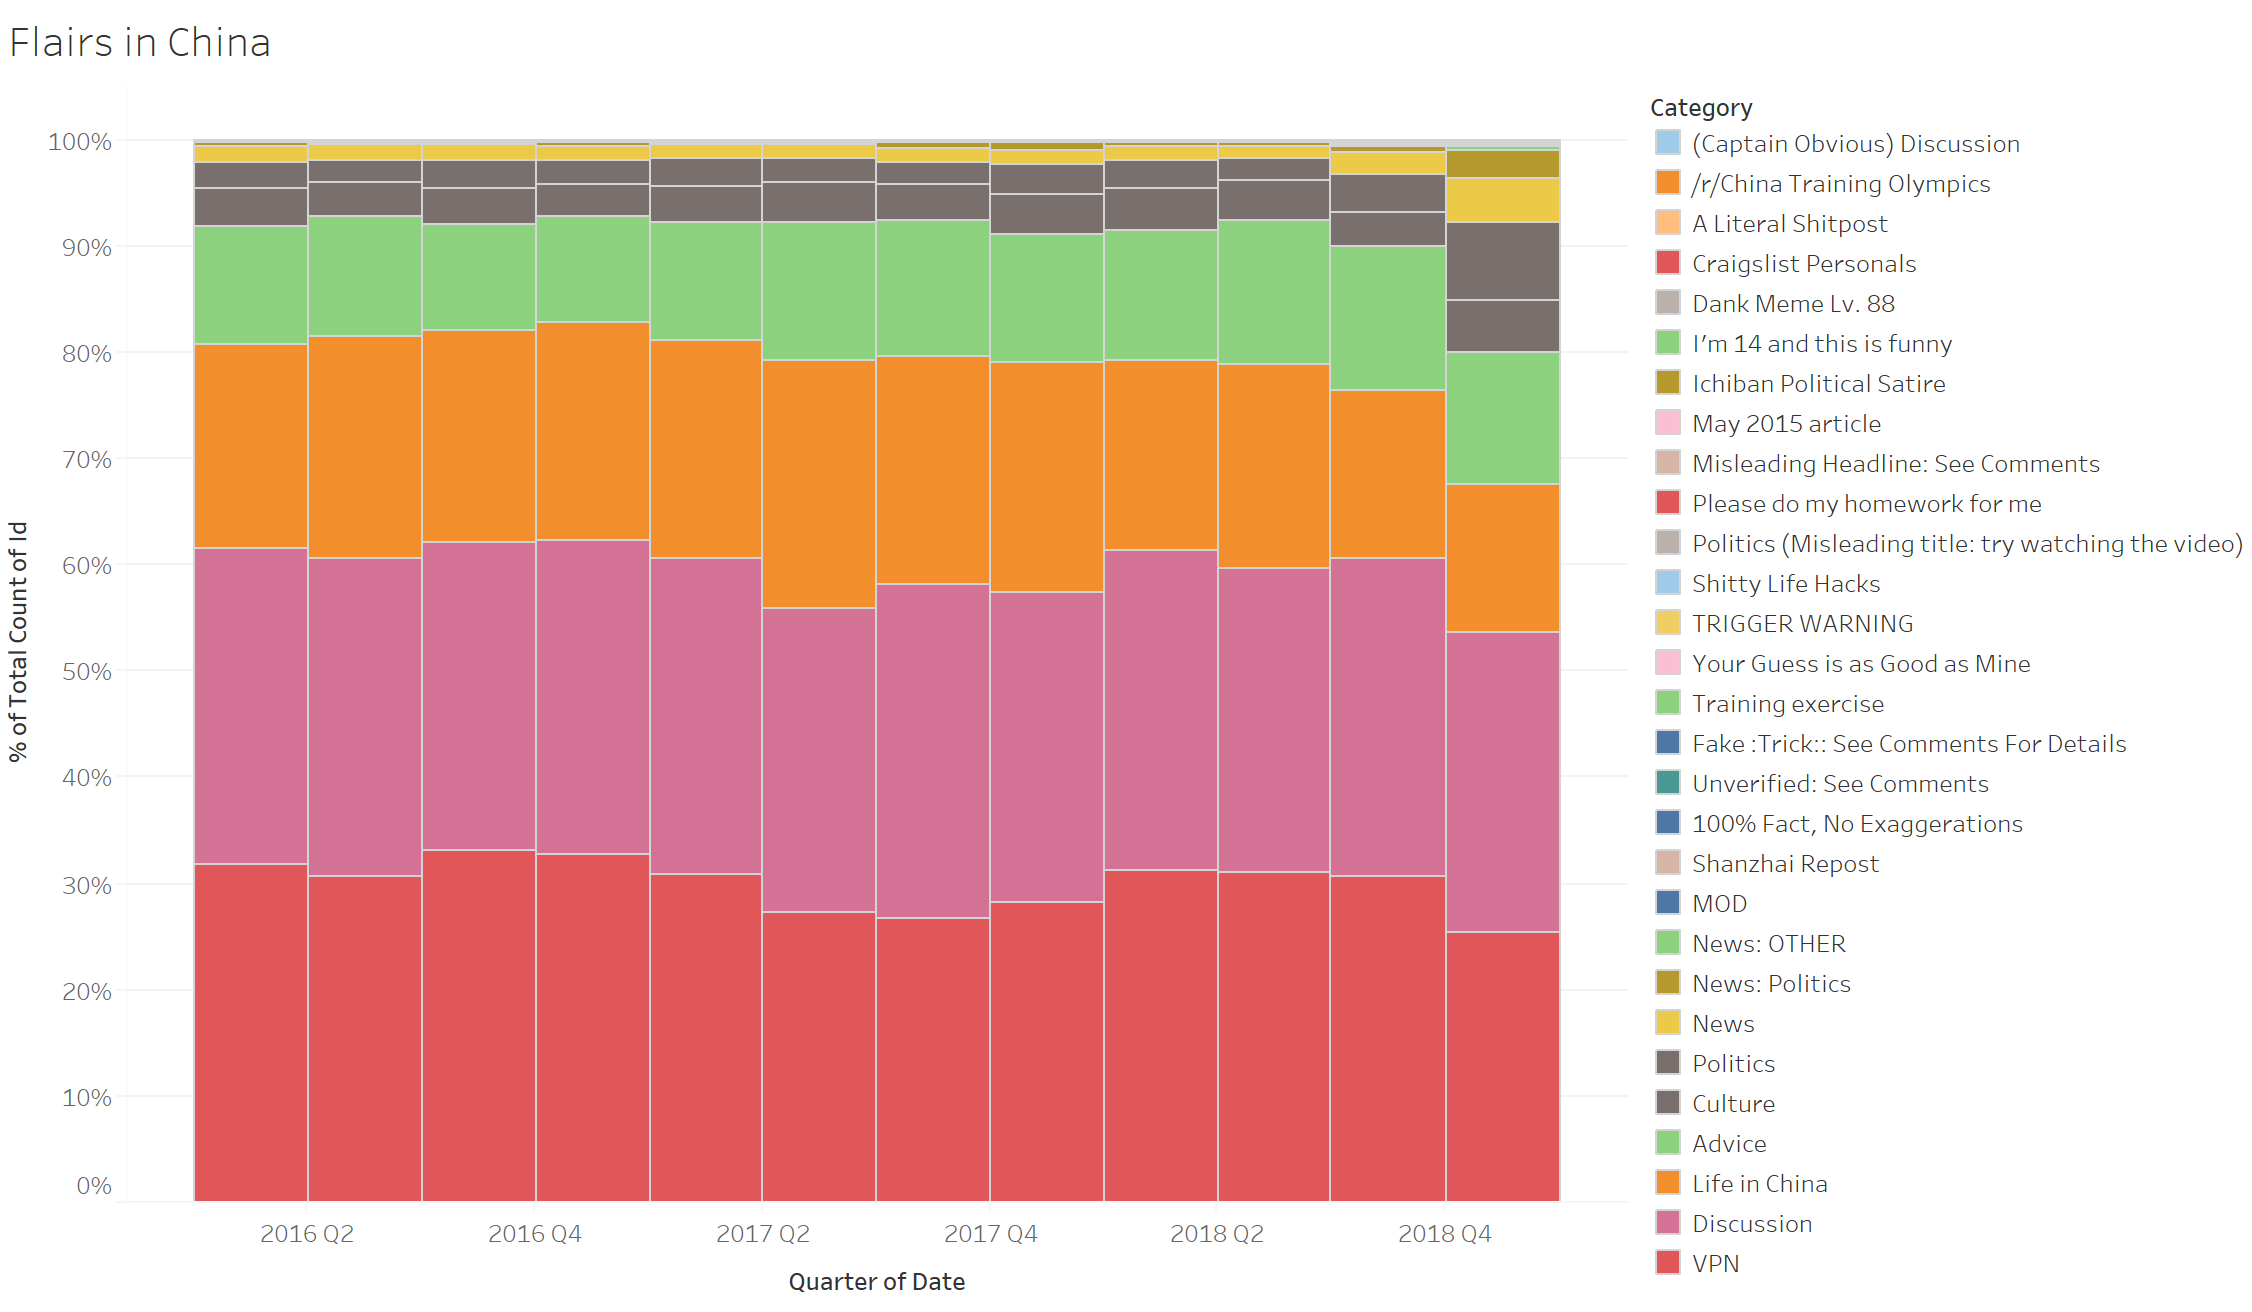 Flairs in China
Category
(Captain Obvious) Discussion
/r/China Training Olympics
A Literal Shitpost
Craigslist Personals
Dank Meme Lv. 88
I'm 14 and this is funny
Ichiban Political Satire
May 2015 article
Misleading Headline: See Comments
Please do my homework for me
Politics (Misleading title: try watching the video)
Shitty Life Hacks
TRIGGER WARNING
Your Guess is as Good as Mine
Training exercise
Fake :Trick:: See Comments For Details
Unverified: See Comments
100% Fact, No Exaggerations
Shanzhai Repost
MOD
News: OTHER
News: Politics
News
Politics
Culture
Advice
Life in China
Discussion
VPN
% of Total Count of Id
100%
90%
80%
70%
60%
50%
40%
30%
20%
10%
0%
2016 Q2
2016 Q4
2017 Q2
2017 Q4
2018 Q2
2018 Q4
Quarter of Date